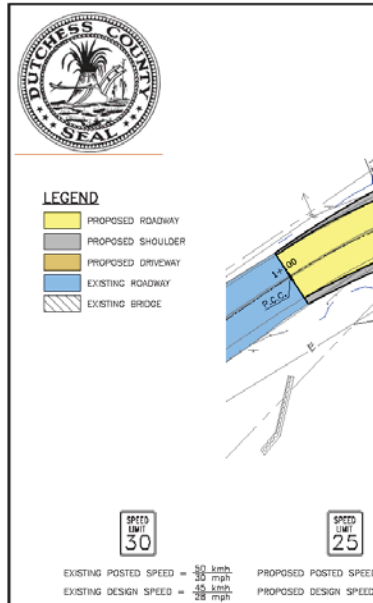 DUTCHESS COUNTY
SEAL
LEGEND
PROPOSED ROADWAY
PROPOSED SHOULDER
PROPOSED DRIVEWAY
EXISTING ROADWAY
EXISTING BRIDGE
1+00
P.C.C.
SPEED
LIMIT
30
SPEED
LIMIT
25
EXISTING POSTED SPEED = 50 kmh
30 mph
PROPOSED POSTED SPEED
EXISTING DESIGN SPEED = 45 kmh
28 mph
PROPOSED DESIGN SPEED